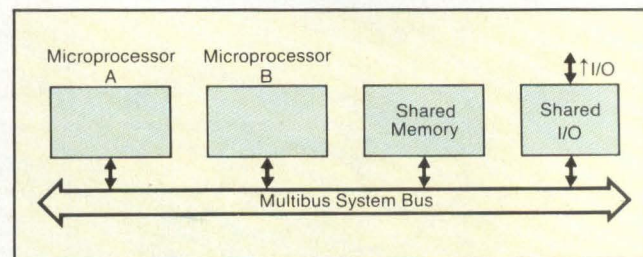 Microprocessor
A
Microprocessor
B
Shared
Memory
↑I/O
Shared
I/O
Multibus System Bus